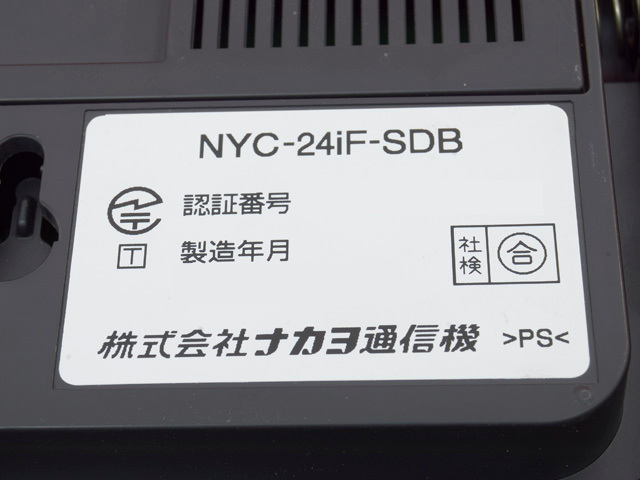 NYC-24iF-SDB
認証番号
T 製造年月
社検 合
株式会社ナカヨ通信機 >PS<